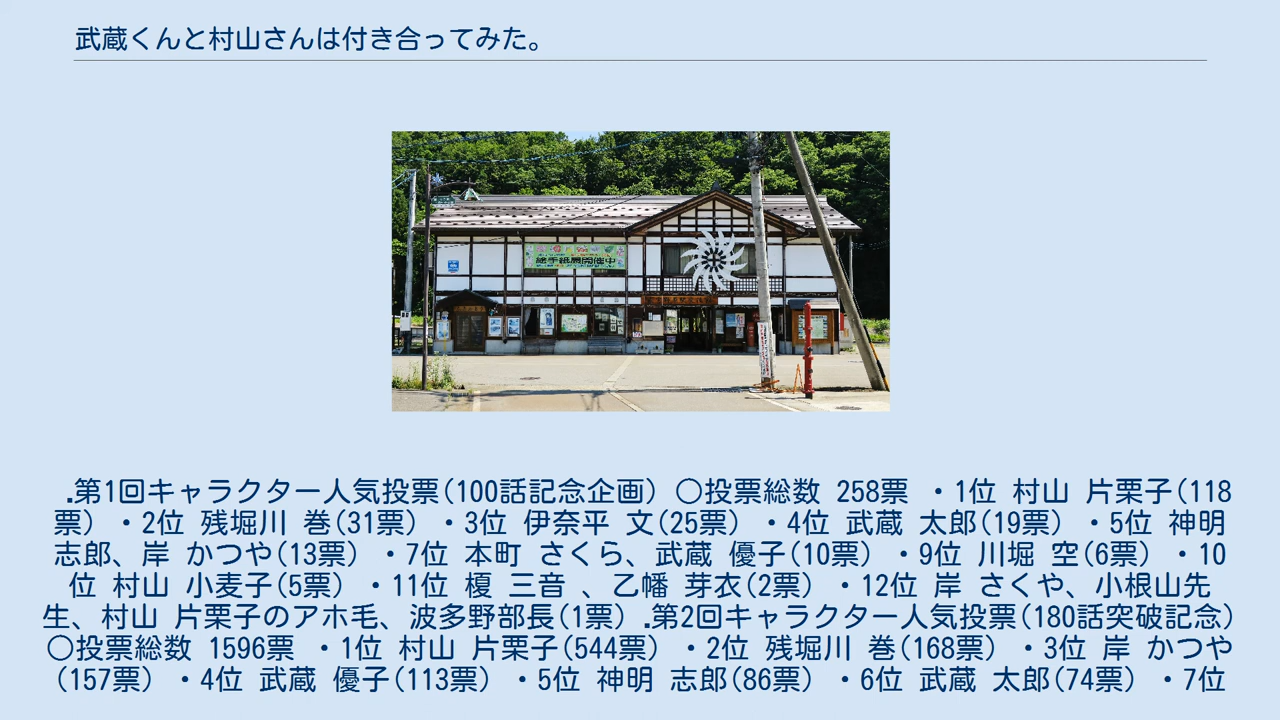 武蔵くんと村山さんは付き合ってみた。
絵手紙展開催中
.第1回キャラクター人気投票(100話記念企画) 〇投票総数 258票 ・1位 村山 片栗子(118
票) ・2位 残堀川 巻(31票) ・3位 伊奈平 文(25票) ・4位 武蔵 太郎(19票) ・5位 神明
志郎、岸 かつや(13票) ・7位 本町 さくら、武蔵 優子(10票) ・9位 川堀 空(6票) ・10
位 村山 小麦子(5票) ・11位 榎 三音 、乙幡 芽衣(2票) ・12位 岸 さくや、小根山先
生、村山 片栗子のアホ毛、波多野部長(1票) .第2回キャラクター人気投票(180話突破記念)
〇投票総数 1596票 ・1位 村山 片栗子(544票) ・2位 残堀川 巻(168票) ・3位 岸 かつや
(157票) ・4位 武蔵 優子(113票) ・5位 神明 志郎(86票) ・6位 武蔵 太郎(74票) ・7位